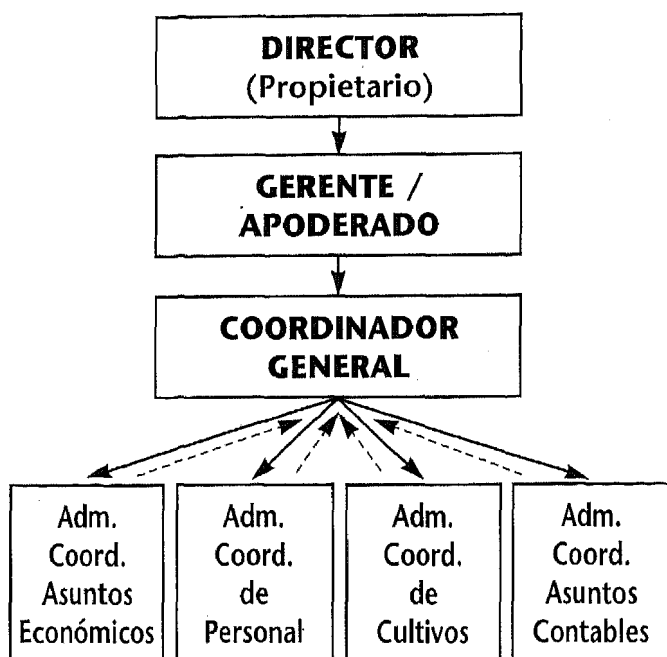 DIRECTOR
(Propietario)
GERENTE /
APODERADO
COORDINADOR
GENERAL
Adm.
Coord.
Asuntos
Económicos
Adm.
Coord.
de
Personal
Adm.
Coord.
de
Cultivos
Adm.
Coord.
Asuntos
Contables